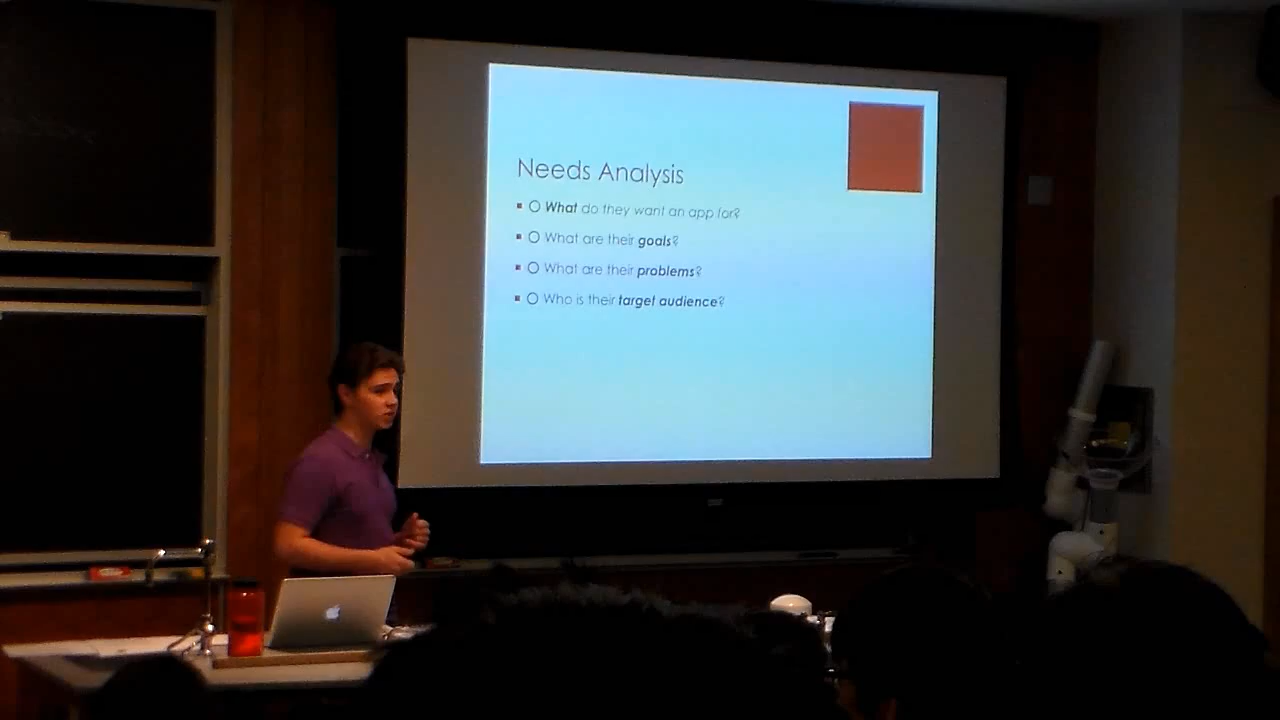 Needs Analysis
▪ O What do they want an app for?
▪ O What are their goals?
▪ O What are their problems?
▪ O Who is their target audience?